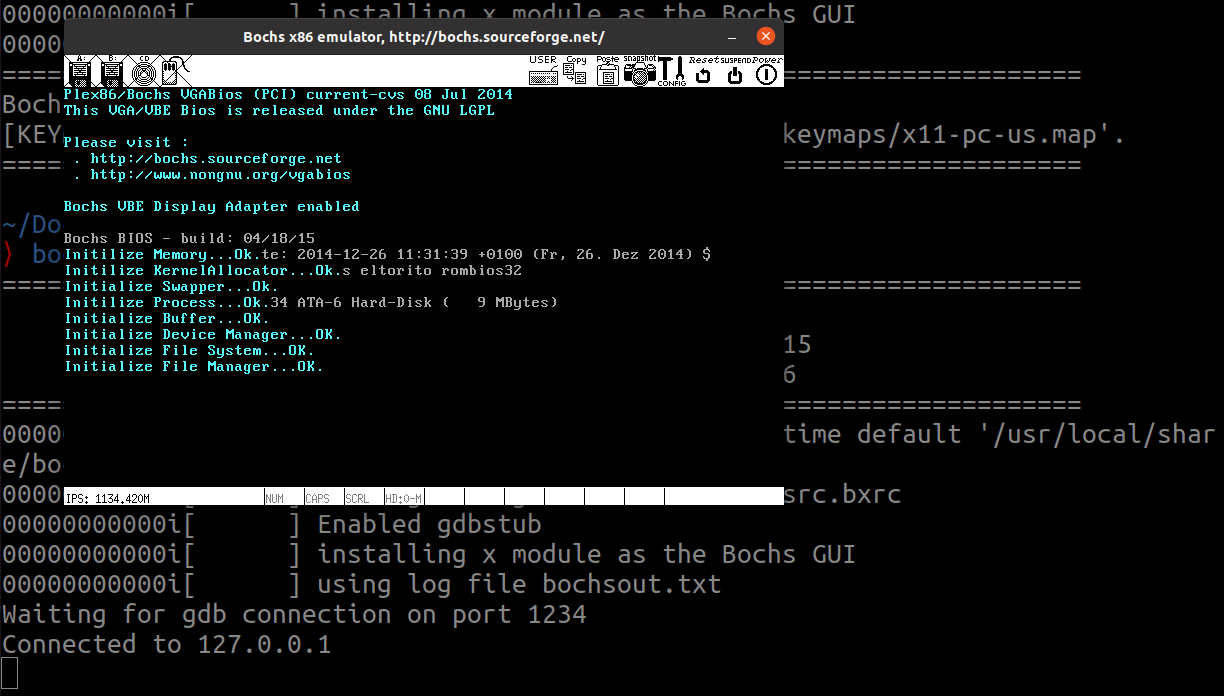 00000000000i[      ] installing x module as the Bochs GUI
0000
Bochs x86 emulator, http://bochs.sourceforge.net/
A: B: CD USER Copy Paste snapshot CONFIG Reset SUSPEND Power
====
====================
Plex86/Bochs VGABios (PCI) current-cvs 08 Jul 2014
Boch
This VGA/VBE Bios is released under the GNU LGPL
[KEY
keymaps/x11-pc-us.map'.
Please visit :
. http://bochs.sourceforge.net
====
====================
. http://www.nongnu.org/vgabios
Bochs VBE Display Adapter enabled
~/Do
Bochs BIOS - build: 04/18/15
⟩ bo
Initilize Memory...Ok.te: 2014-12-26 11:31:39 +0100 (Fr, 26. Dez 2014) $
Initilize KernelAllocator...Ok.s eltorito rombios32
====
====================
Initialize Swapper...Ok.
Initilize Process...Ok.34 ATA-6 Hard-Disk (   9 MBytes)
Initialize Buffer...OK.
Initialize Device Manager...OK.
15
Initialize File System...OK.
Initialize File Manager...OK.
6
====
====================
0000
time default '/usr/local/shar
e/bo
0000
src.bxrc
IPS: 1134.420M NUM CAPS SCRL HD:0-M
00000000000i[      ] Enabled gdbstub
00000000000i[      ] installing x module as the Bochs GUI
00000000000i[      ] using log file bochsout.txt
Waiting for gdb connection on port 1234
Connected to 127.0.0.1